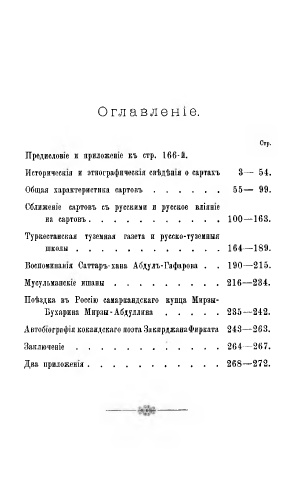 Оглавленіе.
Стр.
Предисловіе и приложеніе къ стр. 166-й.
Историческія и этнографическія свѣдѣнія о сартахъ 3— 54.
Общая характеристика сартовъ . . . . . . 55— 99.
Сближеніе сартовъ съ русскими и русское вліяніе
на сартовъ. . . . . . . . . . . 100—163.
Туркестанская туземная газета и русско-туземныя
школы . . . . . . . . . . . . 164—189.
Воспоминанія Саттаръ-хана Абдулъ-Гафарова . . 190—215.
Мусульманскіе ишаны . . . . . . . . 216—234.
Поѣздка въ Россію самаркандскаго купца Мирзы-
Бухарина Мирзы-Абдуллина . . . . . 235—242.
Автобіографія кокандскаго поэта Закирджана Фирката 243—263.
Заключеніе . . . . . . . . . . . 264—267.
Два приложенія . . . . . . . . . . 268—272.